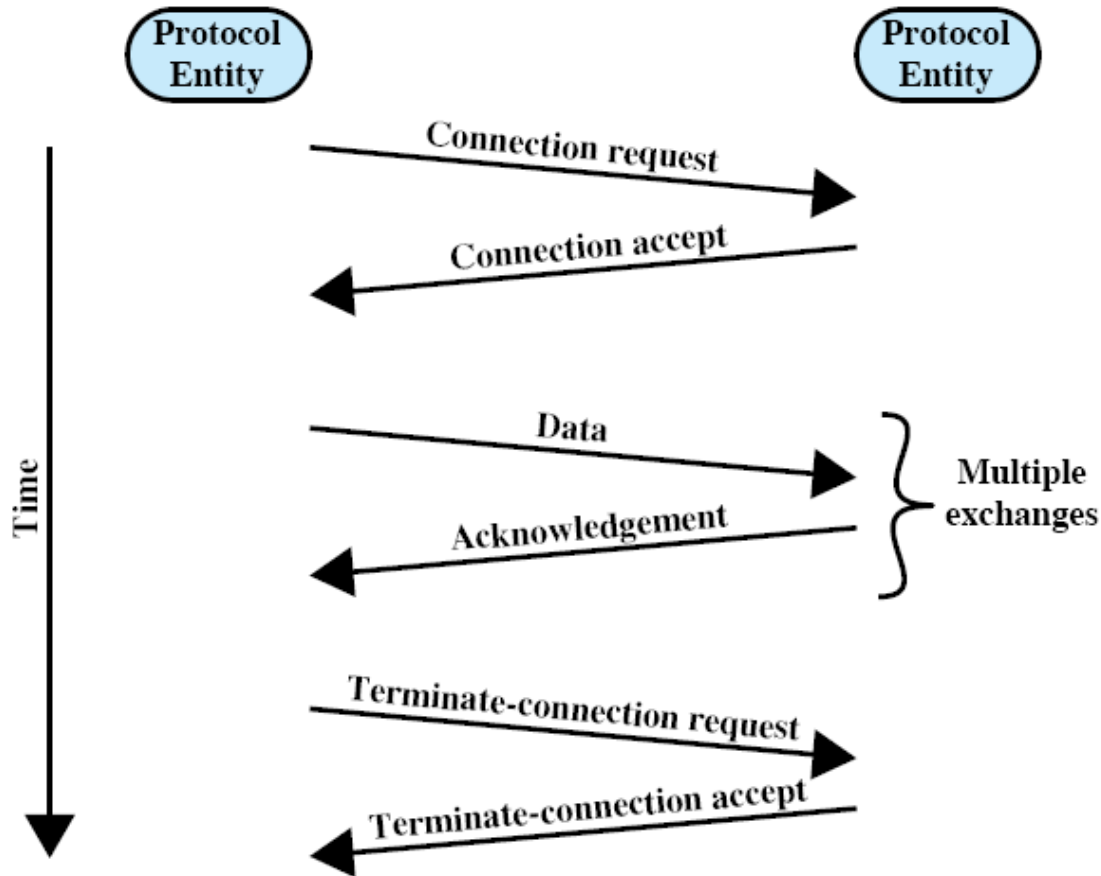 Protocol
Entity
Protocol
Entity
Connection request
Connection accept
Data
Acknowledgement
Multiple
exchanges
Time
Terminate-connection request
Terminate-connection accept